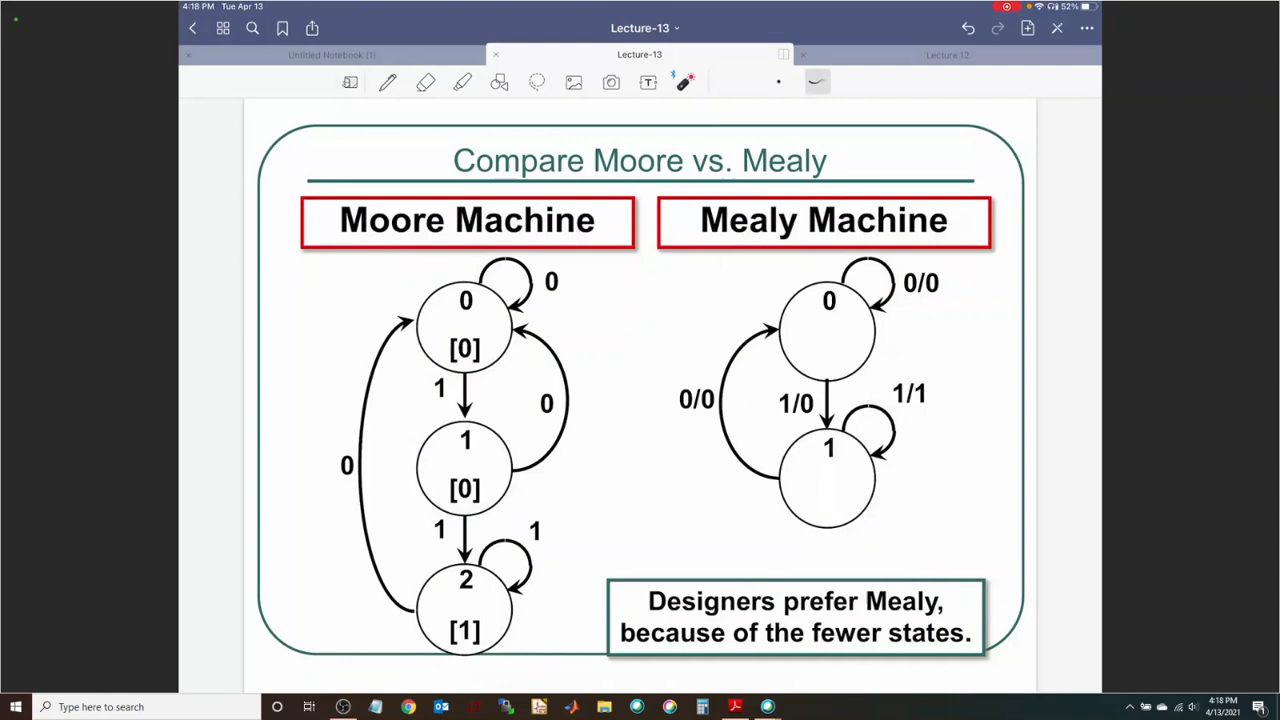 4:18 PM Tue Apr 13
52%
Lecture-13
Untitled Notebook (1)
Lecture-13
Lecture 12
Compare Moore vs. Mealy
Moore Machine
Mealy Machine
0
0
[0]
1
0
1
[0]
0
1
1
2
[1]
0/0
0
0/0
1/0
1/1
1
Designers prefer Mealy,
because of the fewer states.
Type here to search
4:18 PM
4/13/2021